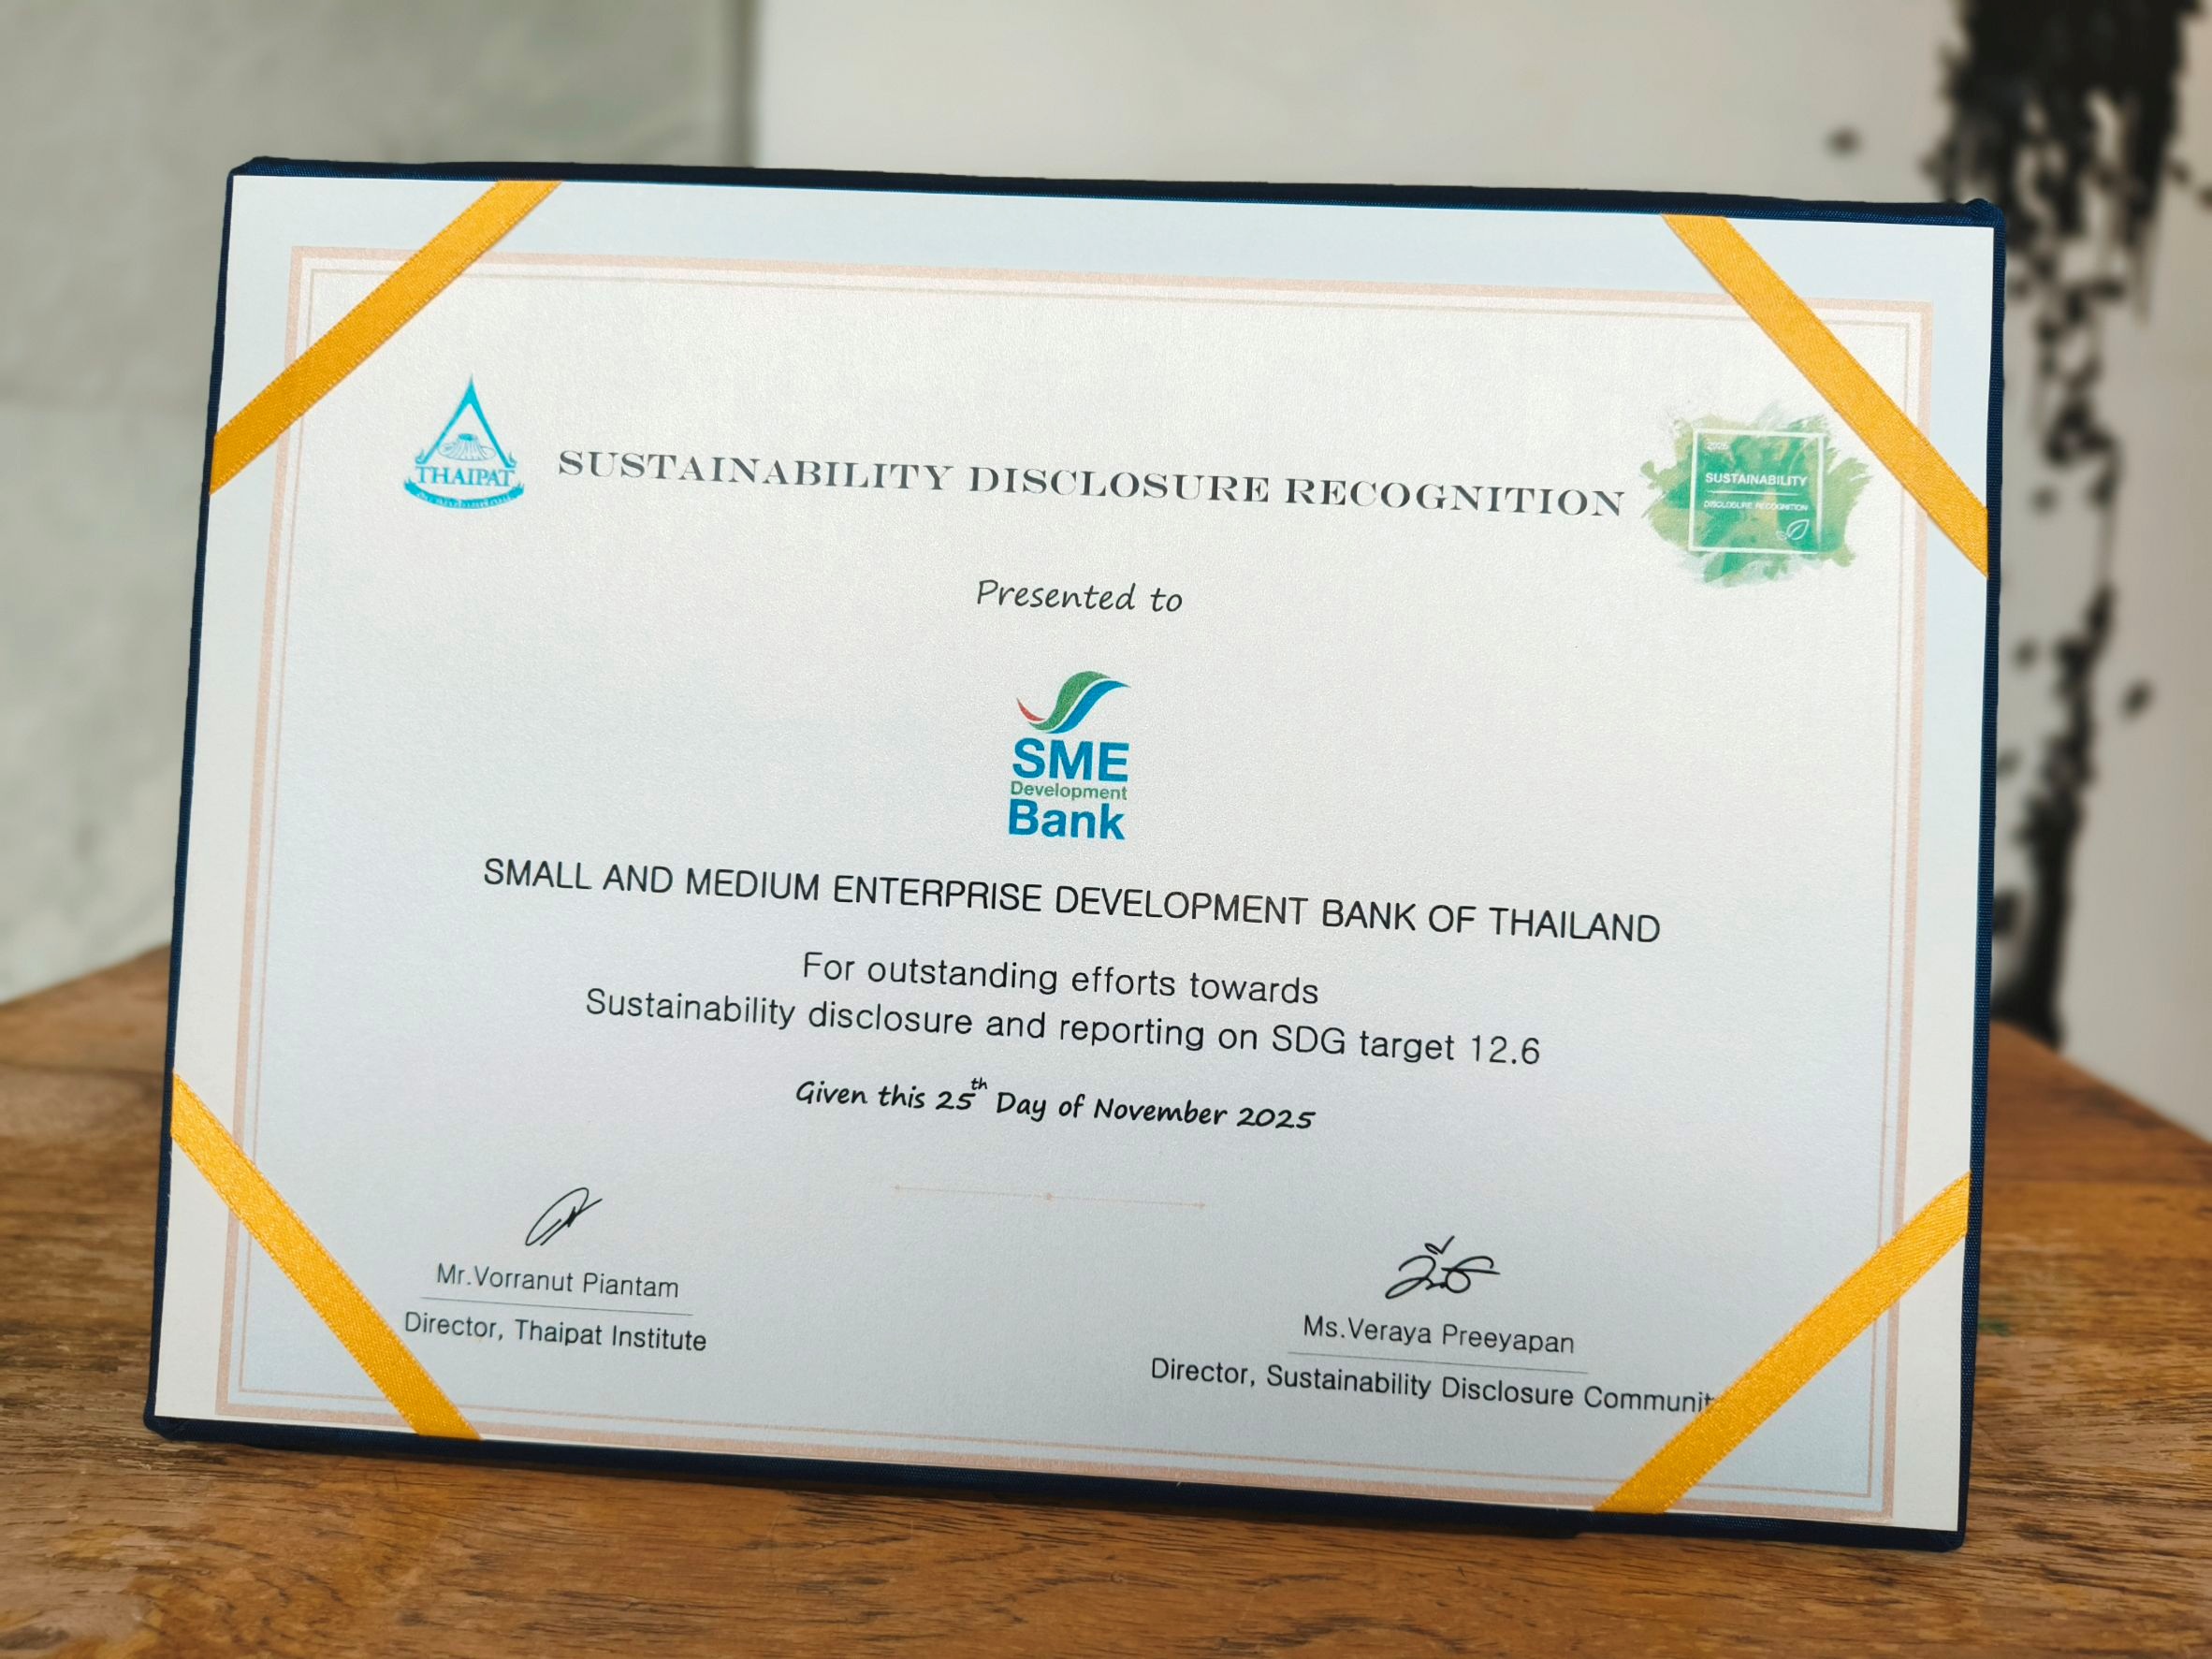 THAIPAT
SUSTAINABILITY DISCLOSURE RECOGNITION
SUSTAINABILITY
DISCLOSURE RECOGNITION
Presented to
SME
Development
Bank
SMALL AND MEDIUM ENTERPRISE DEVELOPMENT BANK OF THAILAND
For outstanding efforts towards
Sustainability disclosure and reporting on SDG target 12.6
Given this 25th Day of November 2025
Mr.Vorranut Piantam
Director, Thaipat Institute
Ms.Veraya Preeyapan
Director, Sustainability Disclosure Communit